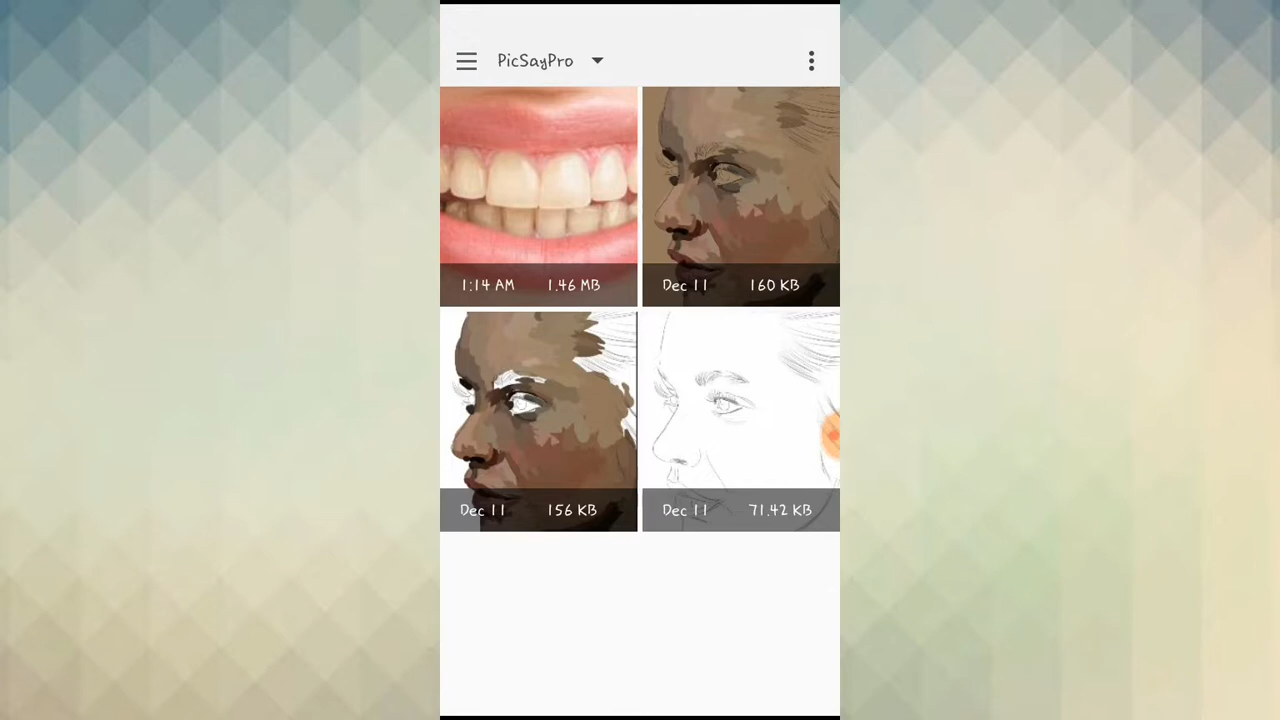 PicSayPro
1:14 AM 1.46 MB
Dec 11 160 KB
Dec 11 156 KB
Dec 11 71.42 KB